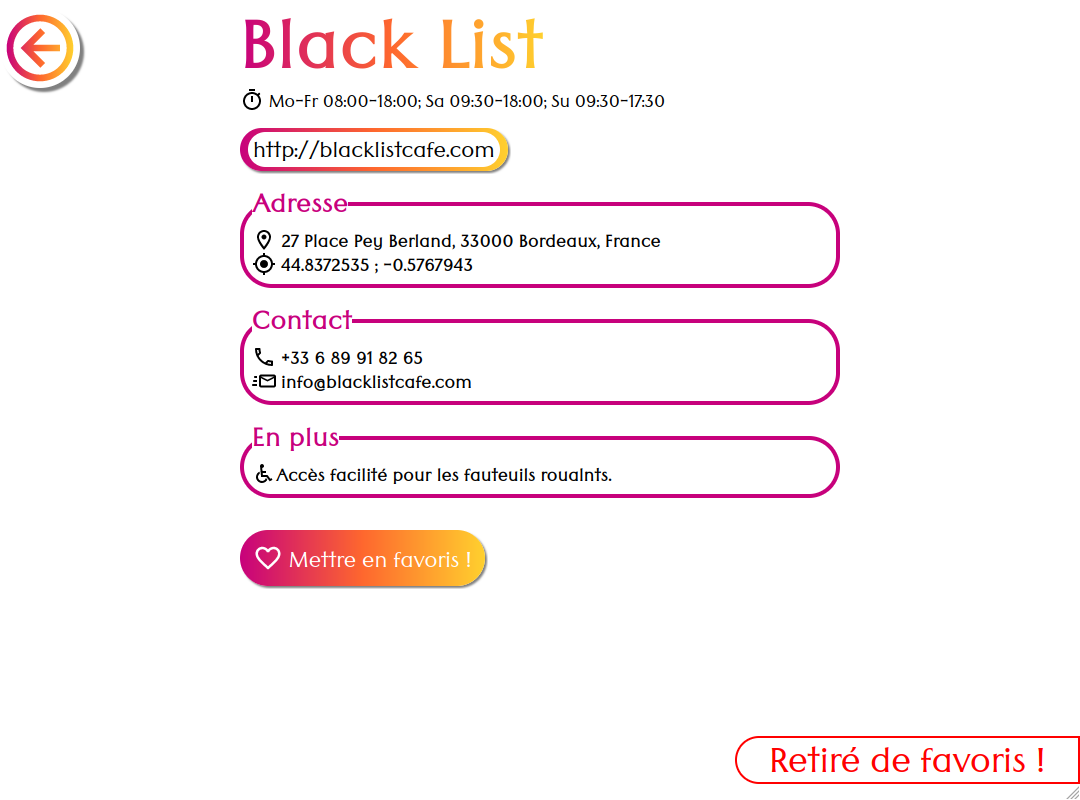 Black List
Mo-Fr 08:00-18:00; Sa 09:30-18:00; Su 09:30-17:30
http://blacklistcafe.com
Adresse
27 Place Pey Berland, 33000 Bordeaux, France
44.8372535 ; -0.5767943
Contact
+33 6 89 91 82 65
info@blacklistcafe.com
En plus
Accès facilité pour les fauteuils roualnts.
Mettre en favoris !
Retiré de favoris !